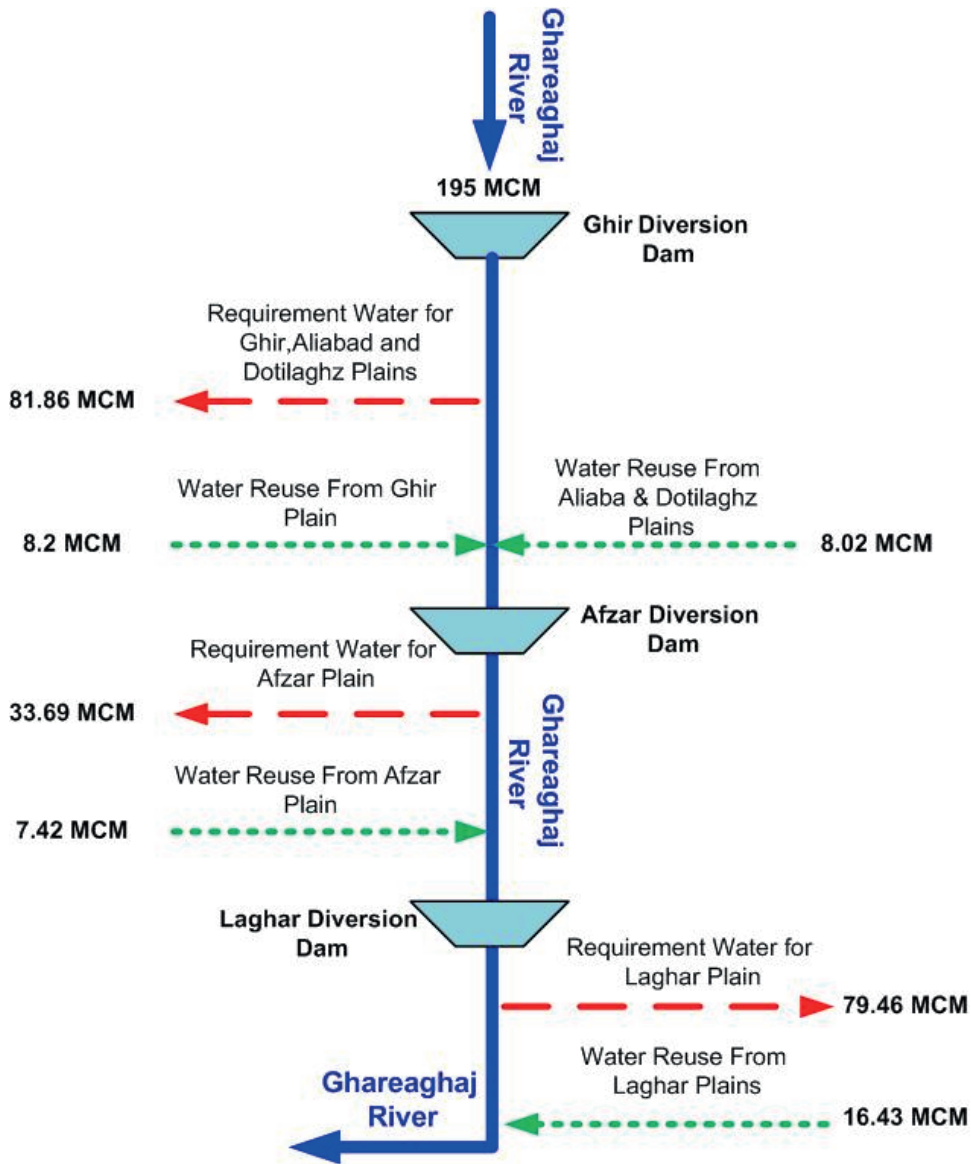 Ghareaghaj
River
195 MCM
Ghir Diversion
Dam
Requirement Water for
Ghir,Aliabad and
Dotilaghz Plains
81.86 MCM
Water Reuse From Ghir
Plain
8.2 MCM
Water Reuse From
Aliaba & Dotilaghz
Plains
8.02 MCM
Afzar Diversion
Dam
Requirement Water for
Afzar Plain
33.69 MCM
Ghareaghaj
River
Water Reuse From Afzar
Plain
7.42 MCM
Laghar Diversion
Dam
Requirement Water for
Laghar Plain
79.46 MCM
Water Reuse From
Laghar Plains
16.43 MCM
Ghareaghaj
River